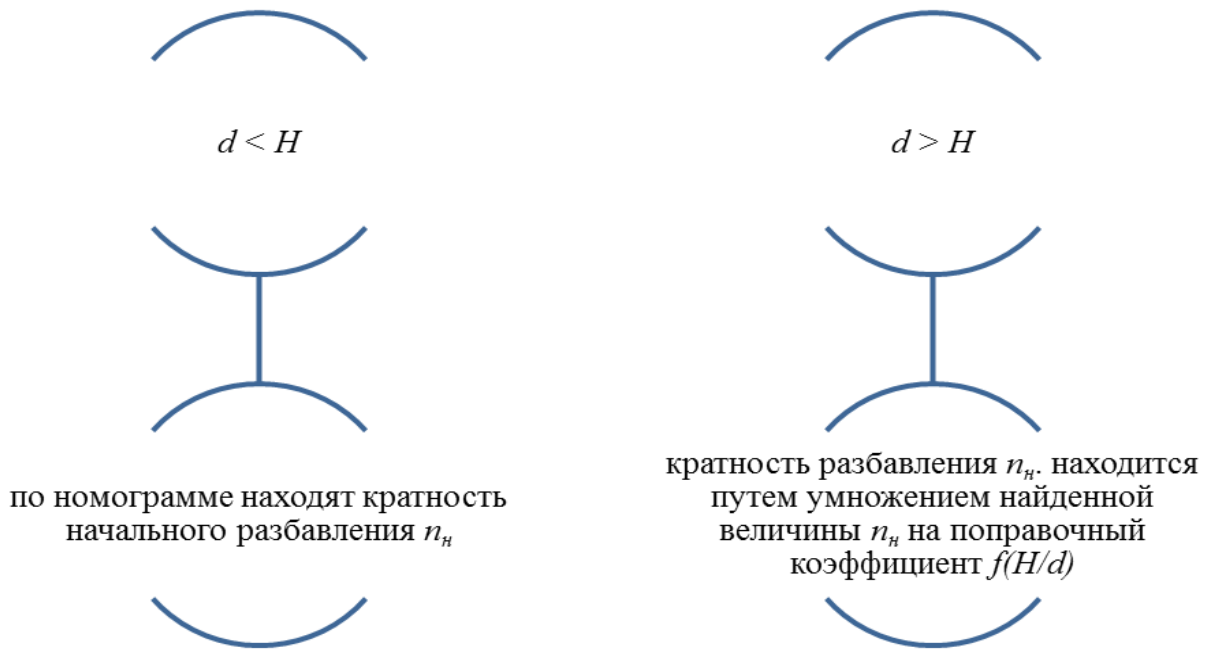 d < H
d > H
по номограмме находят кратность
начального разбавления nн
кратность разбавления nн. находится
путем умножением найденной
величины nн на поправочный
коэффициент f(H/d)